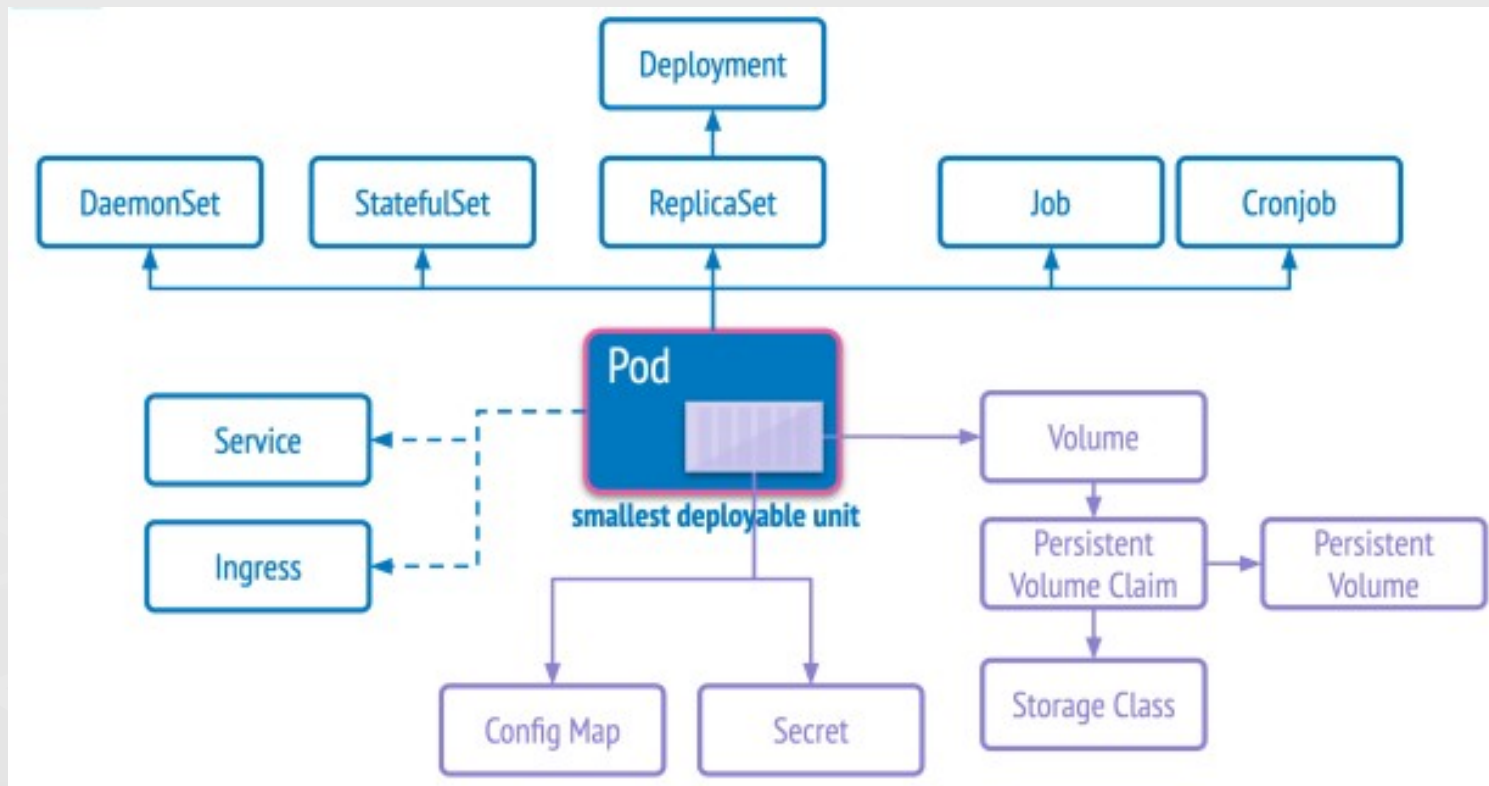 Deployment
DaemonSet
StatefulSet
ReplicaSet
Job
Cronjob
Pod
smallest deployable unit
Service
Ingress
Volume
Persistent
Volume Claim
Persistent
Volume
Storage Class
Config Map
Secret